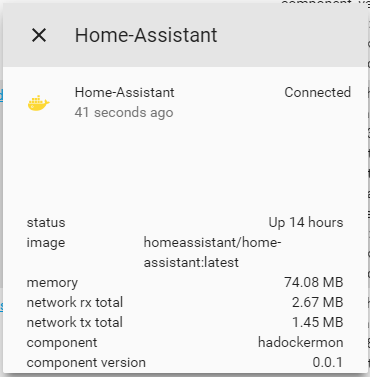 Home-Assistant
Home-Assistant Connected
41 seconds ago
status Up 14 hours
image homeassistant/home-
assistant:latest
memory 74.08 MB
network rx total 2.67 MB
network tx total 1.45 MB
component hadockermon
component version 0.0.1